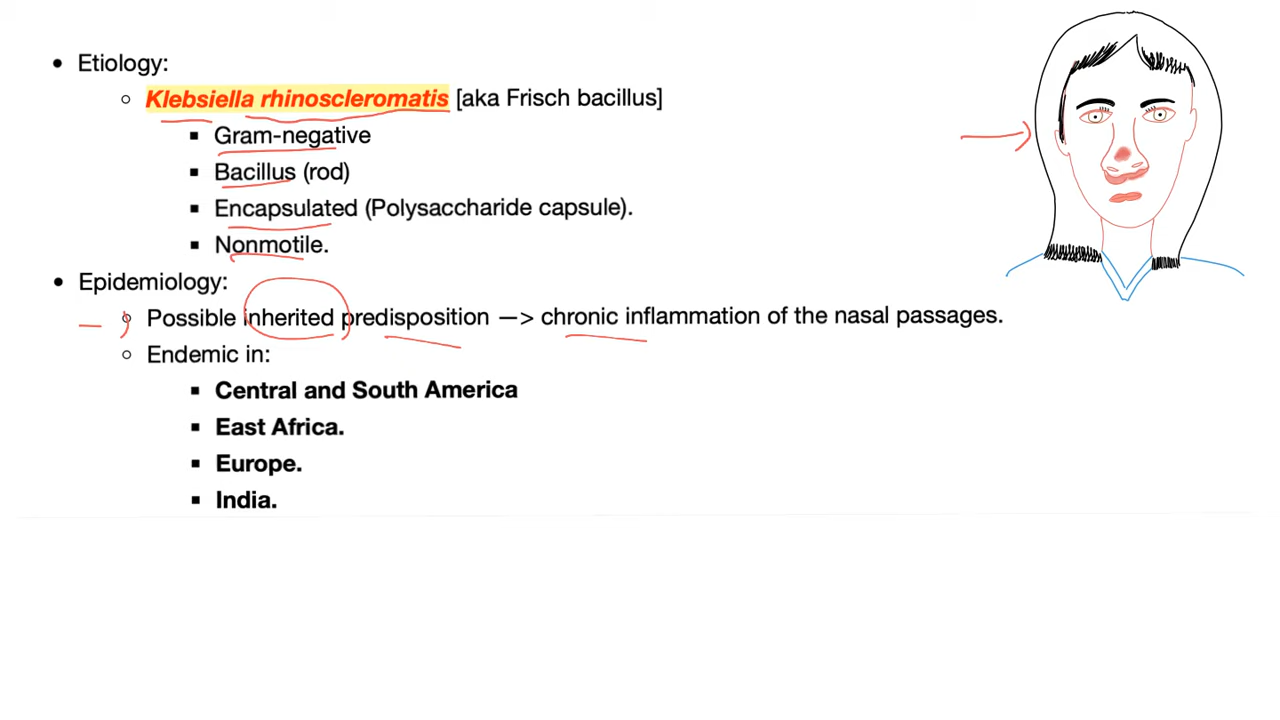 • Etiology:
○ Klebsiella rhinoscleromatis [aka Frisch bacillus]
▪ Gram-negative
▪ Bacillus (rod)
▪ Encapsulated (Polysaccharide capsule).
▪ Nonmotile.
• Epidemiology:
○ Possible inherited predisposition —> chronic inflammation of the nasal passages.
○ Endemic in:
▪ Central and South America
▪ East Africa.
▪ Europe.
▪ India.